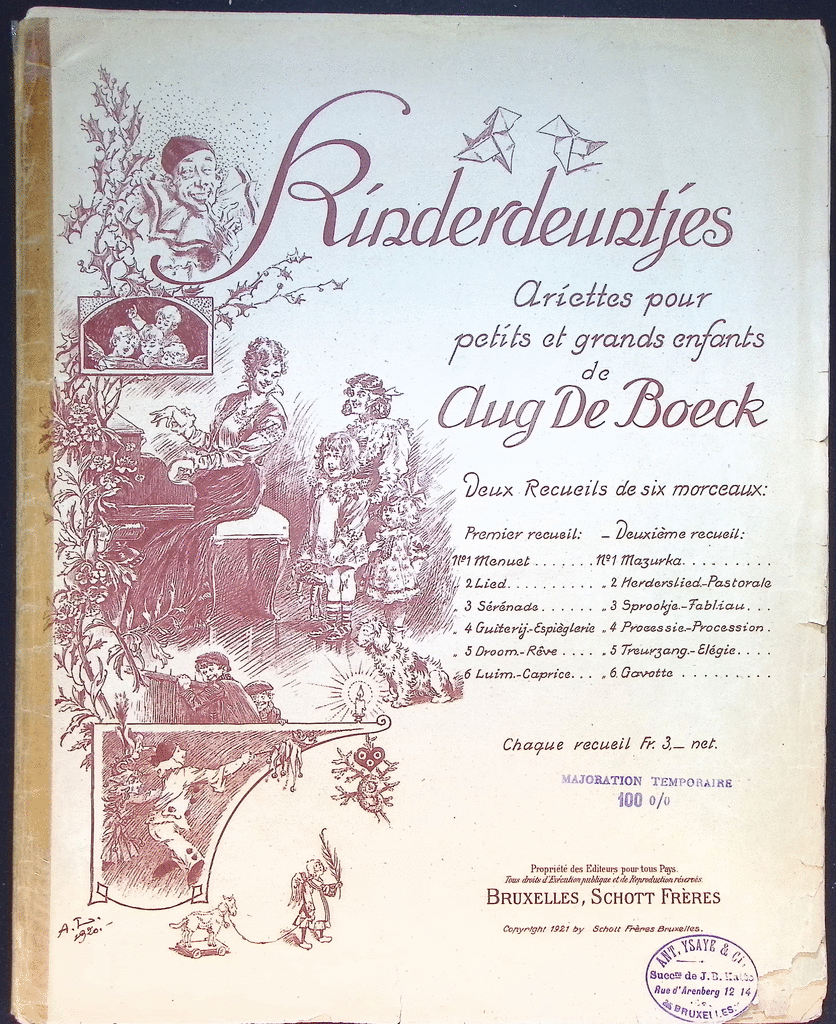 Kinderdeuntjes
Ariettes pour
petits et grands enfants
de
Aug De Boeck
Deux Recueils de six morceaux:
Premier recueil: – Deuxième recueil:
Nº1 Menuet . . . . . . . Nº1 Mazurka. . . . . . . . .
„ 2 Lied. . . . . . . . . . . „ 2 Herderslied.-Pastorale
„ 3 Sérénade. . . . . . „ 3 Sprookje.-Fabliau. . .
„ 4 Guiterij.-Espièglerie „ 4 Processie-Procession .
„ 5 Droom.-Rêve . . . . „ 5 Treurzang.-Elégie. . . .
„ 6 Luim.-Caprice. . . „ 6. Gavotte . . . . . . . . .
Chaque recueil Fr. 3,— net.
MAJORATION TEMPORAIRE
100 0/0
Propriété des Editeurs pour tous Pays.
Tous droits d'Exécution publique et de Reproduction réservés.
BRUXELLES, SCHOTT FRÈRES
Copyright 1921 by Schott Frères Bruxelles.
A.L.
1920.-
ANT. YSAYE & Cº
Succrs de J.B.
Rue d'Arenberg 12 14
BRUXELLES